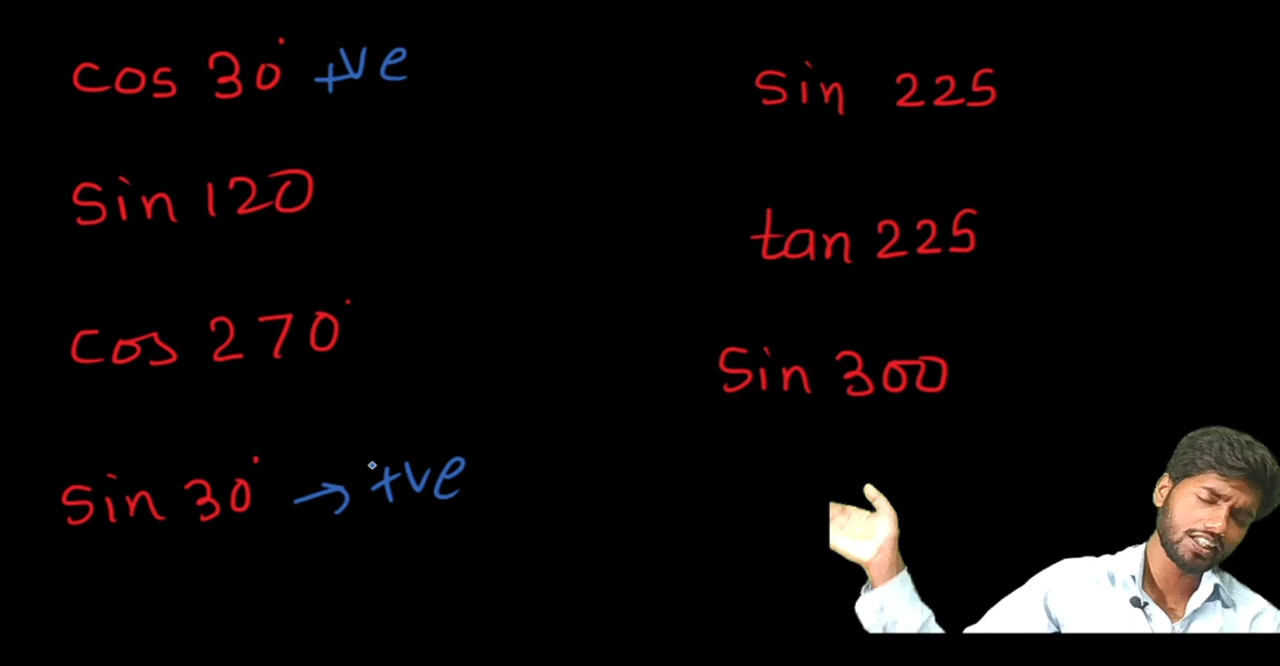 cos 30° +ve
Sin 120
cos 270°
Sin 30° → +ve
Sin 225
tan 225
Sin 300